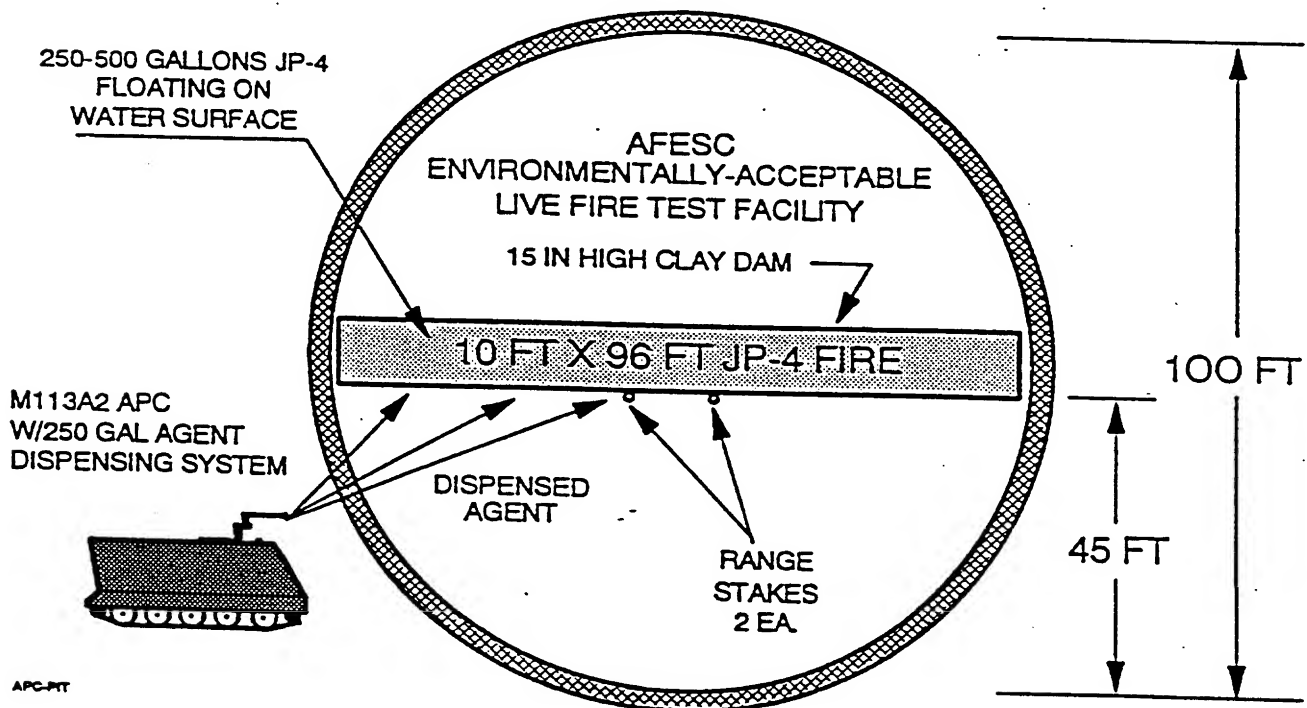 250-500 GALLONS JP-4
FLOATING ON
WATER SURFACE
AFESC
ENVIRONMENTALLY-ACCEPTABLE
LIVE FIRE TEST FACILITY
15 IN HIGH CLAY DAM
10 FT X 96 FT JP-4 FIRE
100 FT
M113A2 APC
W/250 GAL AGENT
DISPENSING SYSTEM
DISPENSED
AGENT
RANGE
STAKES
2 EA.
45 FT
APC-PIT